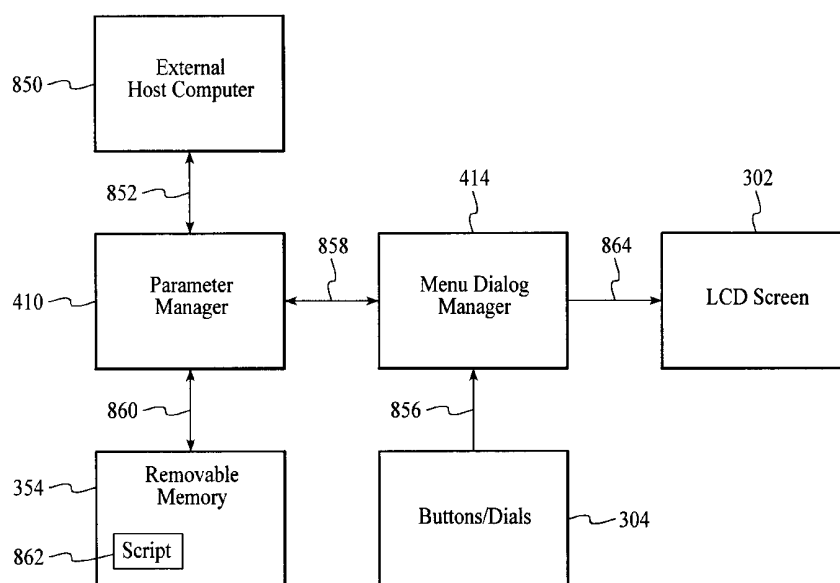 External
Host Computer
850
852
414
302
Parameter
Manager
410
858
Menu Dialog
Manager
864
LCD Screen
860
856
354
Removable
Memory
862
Script
Buttons/Dials
304